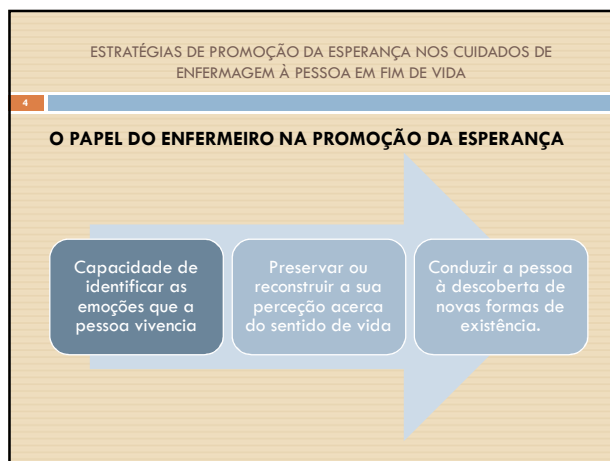 ESTRATÉGIAS DE PROMOÇÃO DA ESPERANÇA NOS CUIDADOS DE
ENFERMAGEM À PESSOA EM FIM DE VIDA
4
O PAPEL DO ENFERMEIRO NA PROMOÇÃO DA ESPERANÇA
Capacidade de
identificar as
emoções que a
pessoa vivencia
Preservar ou
reconstruir a sua
perceção acerca
do sentido de vida
Conduzir a pessoa
à descoberta de
novas formas de
existência.